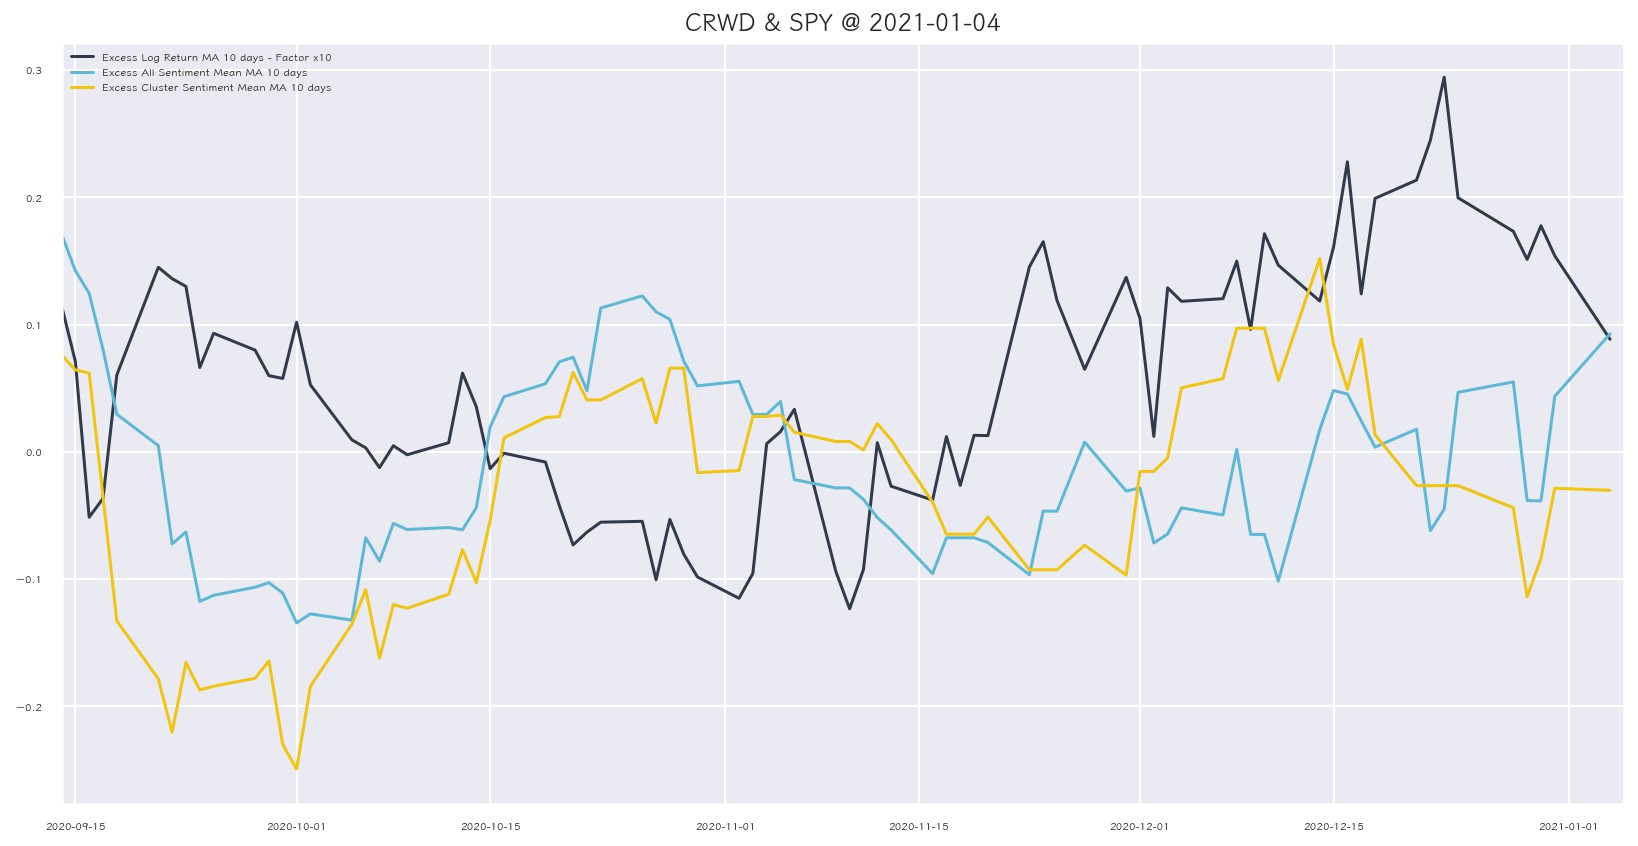 CRWD & SPY @ 2021-01-04
Excess Log Return MA 10 days - Factor x10
Excess All Sentiment Mean MA 10 days
Excess Cluster Sentiment Mean MA 10 days
0.3
0.2
0.1
0.0
−0.1
−0.2
2020-09-15 2020-10-01 2020-10-15 2020-11-01 2020-11-15 2020-12-01 2020-12-15 2021-01-01